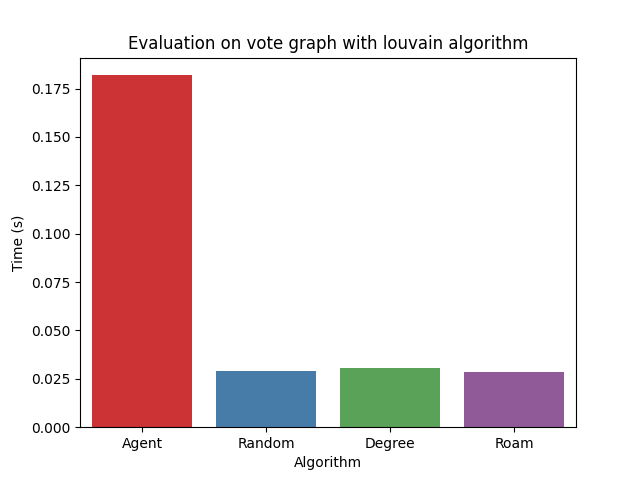 Evaluation on vote graph with louvain algorithm
0.175
0.150
0.125
0.100
0.075
0.050
0.025
0.000
Time (s)
Agent Random Degree Roam
Algorithm